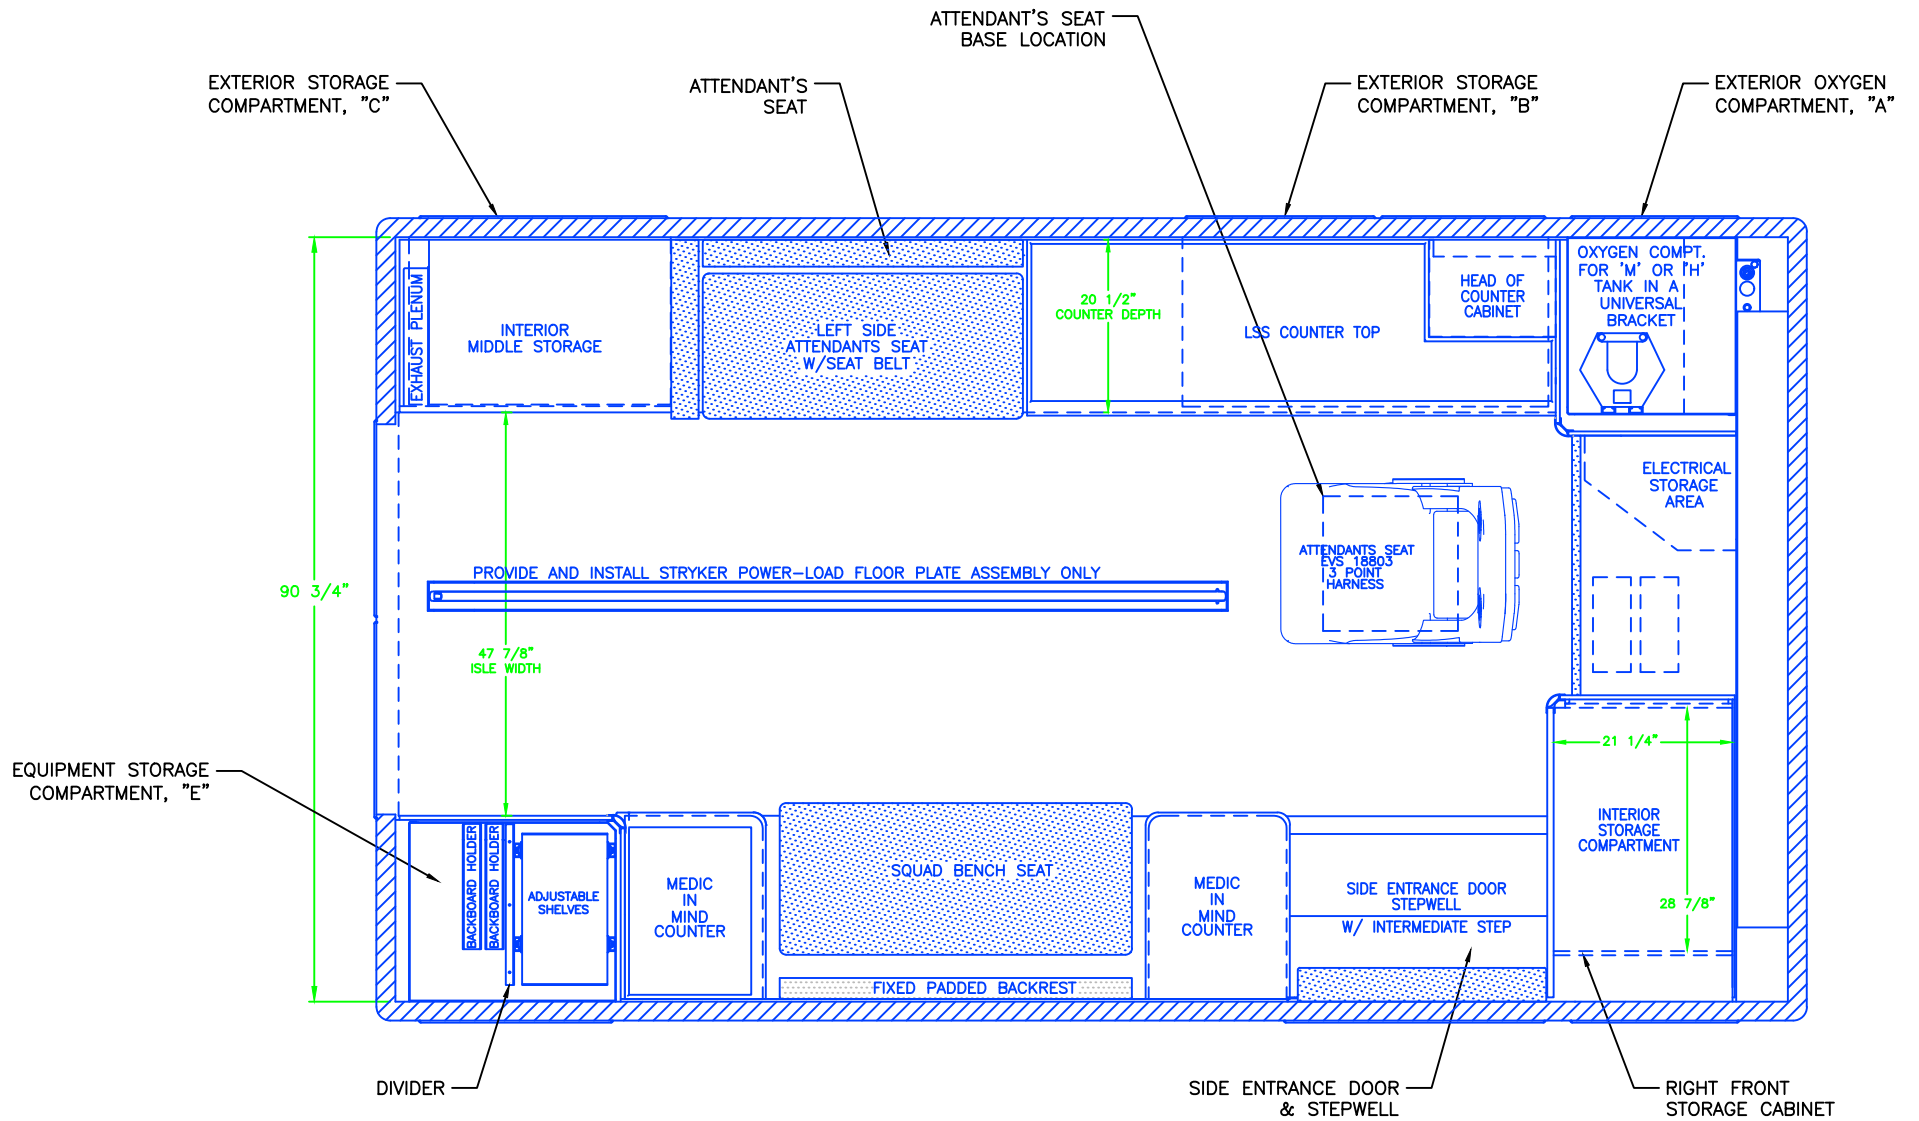 ATTENDANT'S SEAT
BASE LOCATION
EXTERIOR STORAGE
COMPARTMENT, "C"
ATTENDANT'S
SEAT
EXTERIOR STORAGE
COMPARTMENT, "B"
EXTERIOR OXYGEN
COMPARTMENT, "A"
EXHAUST PLENUM
INTERIOR
MIDDLE STORAGE
LEFT SIDE
ATTENDANTS SEAT
W/SEAT BELT
20 1/2"
COUNTER DEPTH
LSS COUNTER TOP
HEAD OF
COUNTER
CABINET
OXYGEN COMPT.
FOR 'M' OR 'H'
TANK IN A
UNIVERSAL
BRACKET
ELECTRICAL
STORAGE
AREA
ATTENDANTS SEAT
EVS 18803
3 POINT
HARNESS
PROVIDE AND INSTALL STRYKER POWER-LOAD FLOOR PLATE ASSEMBLY ONLY
90 3/4"
47 7/8"
ISLE WIDTH
21 1/4"
EQUIPMENT STORAGE
COMPARTMENT, "E"
BACKBOARD HOLDER
BACKBOARD HOLDER
ADJUSTABLE
SHELVES
MEDIC
IN
MIND
COUNTER
SQUAD BENCH SEAT
FIXED PADDED BACKREST
MEDIC
IN
MIND
COUNTER
SIDE ENTRANCE DOOR
STEPWELL
W/ INTERMEDIATE STEP
INTERIOR
STORAGE
COMPARTMENT
28 7/8"
DIVIDER
SIDE ENTRANCE DOOR
& STEPWELL
RIGHT FRONT
STORAGE CABINET